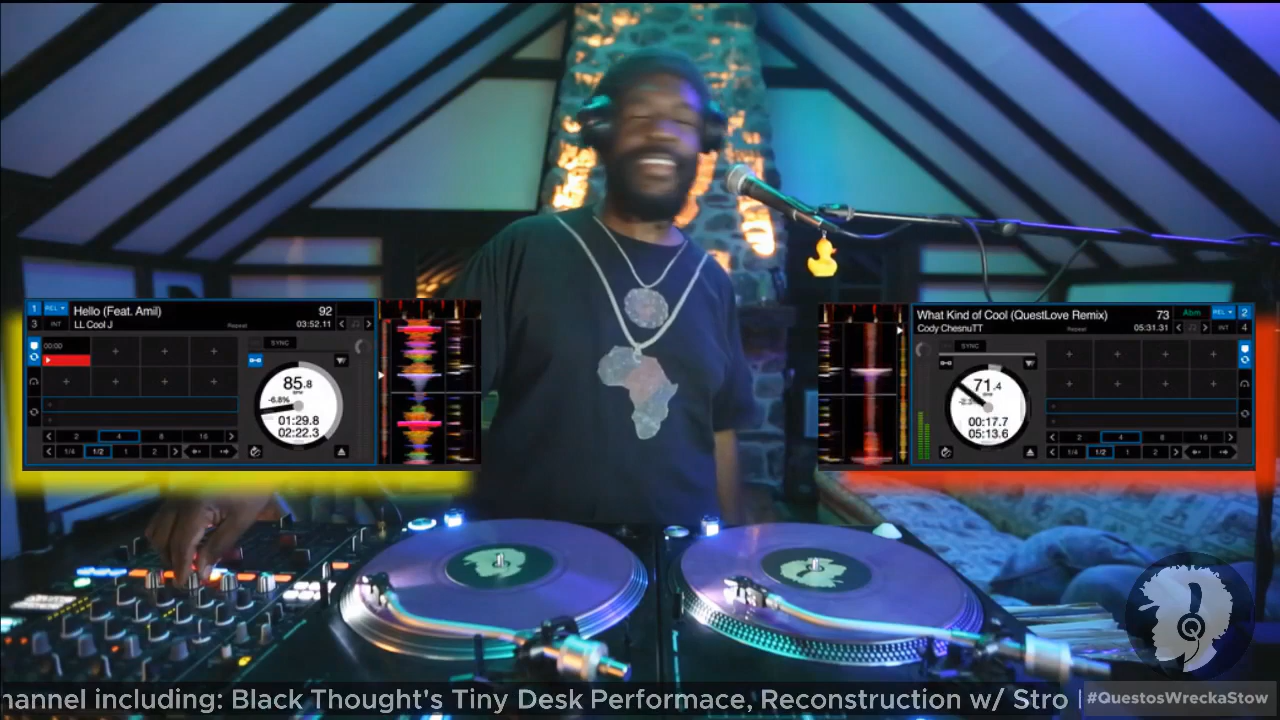 1 REL Hello (Feat. Amil) 92
3 INT LL Cool J Repeat 03:52.11
00:00
SYNC
85.8
BPM
-6.8%
01:29.8
02:22.3
2 4 8 16
1/4 1/2 1 2
What Kind of Cool (QuestLove Remix) 73 Abm REL 2
Cody ChesnuTT Repeat 05:31.31 INT 4
SYNC
71.4
00:17.7
05:13.6
2 4 8 16
1/4 1/2 1 2
Q
hannel including: Black Thought's Tiny Desk Performace, Reconstruction w/ Stro | #QuestosWreckaStow